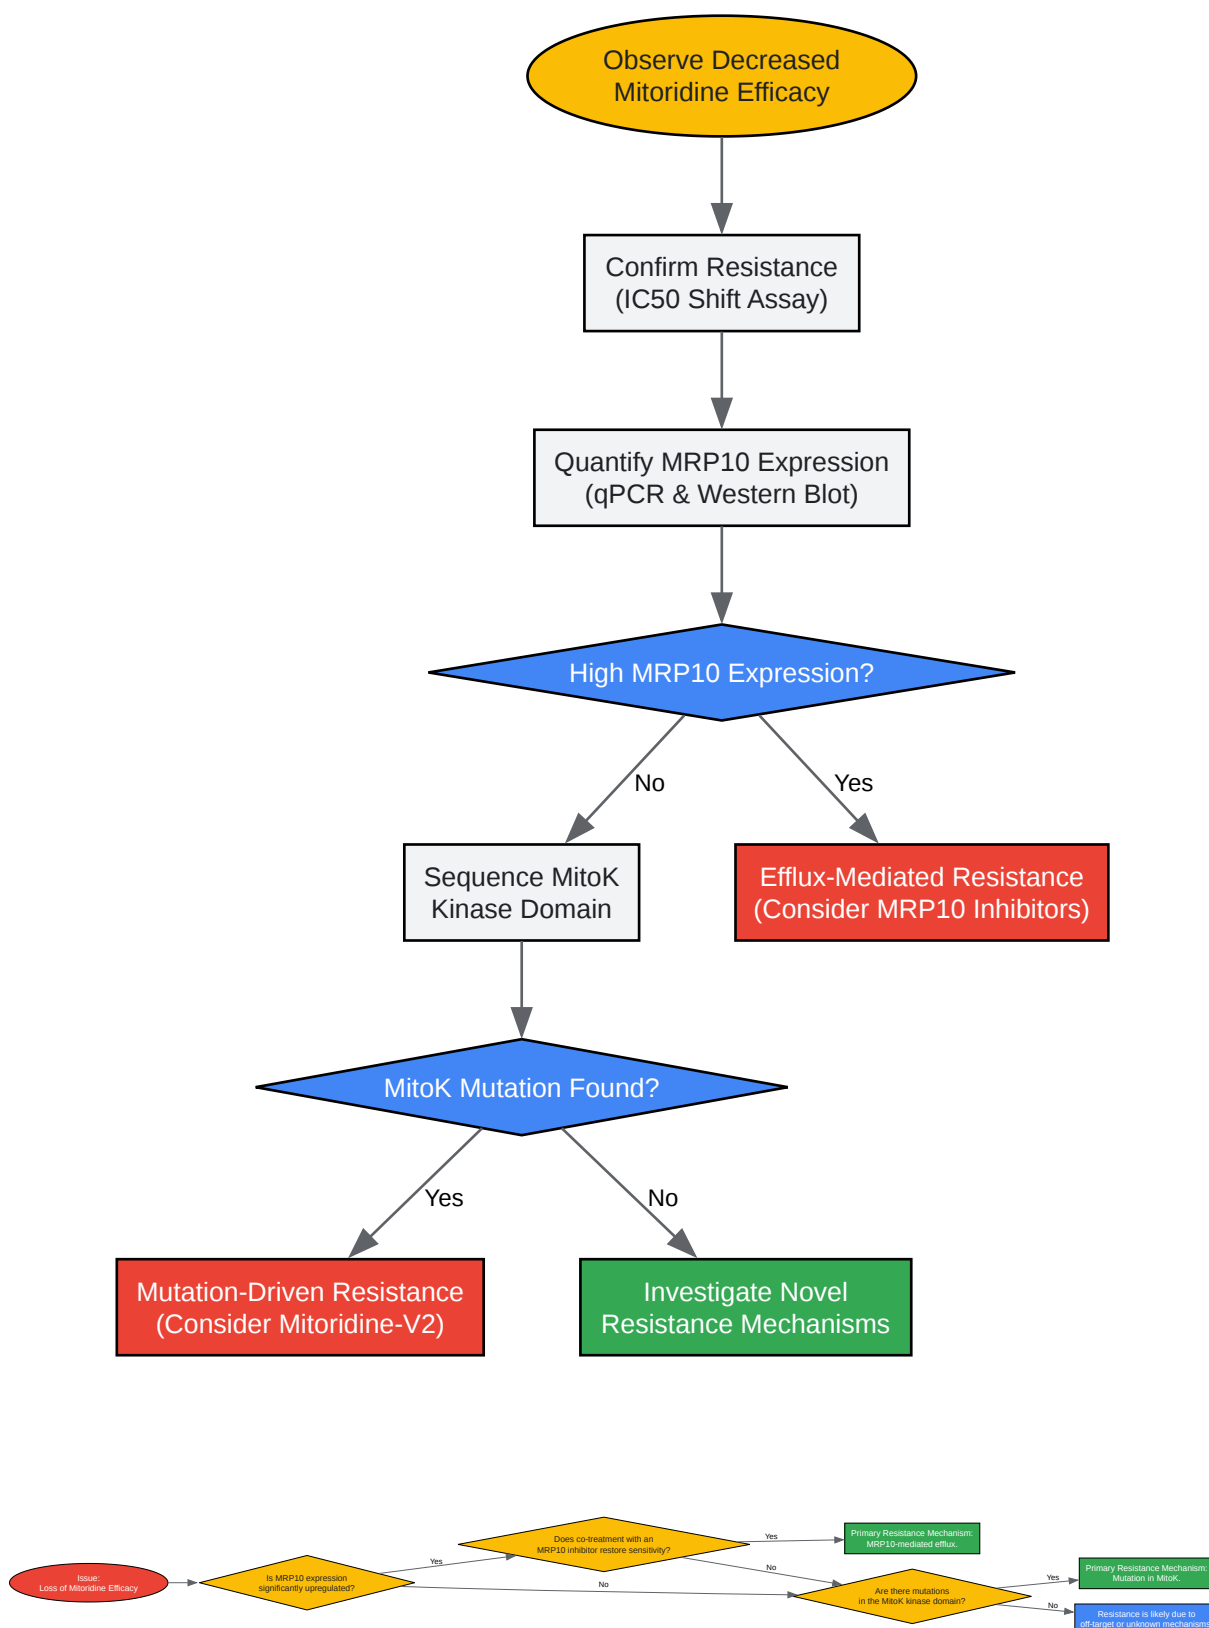 Observe Decreased
Mitoridine Efficacy
Confirm Resistance
(IC50 Shift Assay)
Quantify MRP10 Expression
(qPCR & Western Blot)
High MRP10 Expression?
No
Yes
Sequence MitoK
Kinase Domain
Efflux-Mediated Resistance
(Consider MRP10 Inhibitors)
MitoK Mutation Found?
Yes
No
Mutation-Driven Resistance
(Consider Mitoridine-V2)
Investigate Novel
Resistance Mechanisms
Issue:
Loss of Mitoridine Efficacy
Is MRP10 expression
significantly upregulated?
Yes
No
Does co-treatment with an
MRP10 inhibitor restore sensitivity?
Yes
No
Primary Resistance Mechanism:
MRP10-mediated efflux.
Are there mutations
in the MitoK kinase domain?
Yes
No
Primary Resistance Mechanism:
Mutation in MitoK.
Resistance is likely due to
off-target or unknown mechanisms